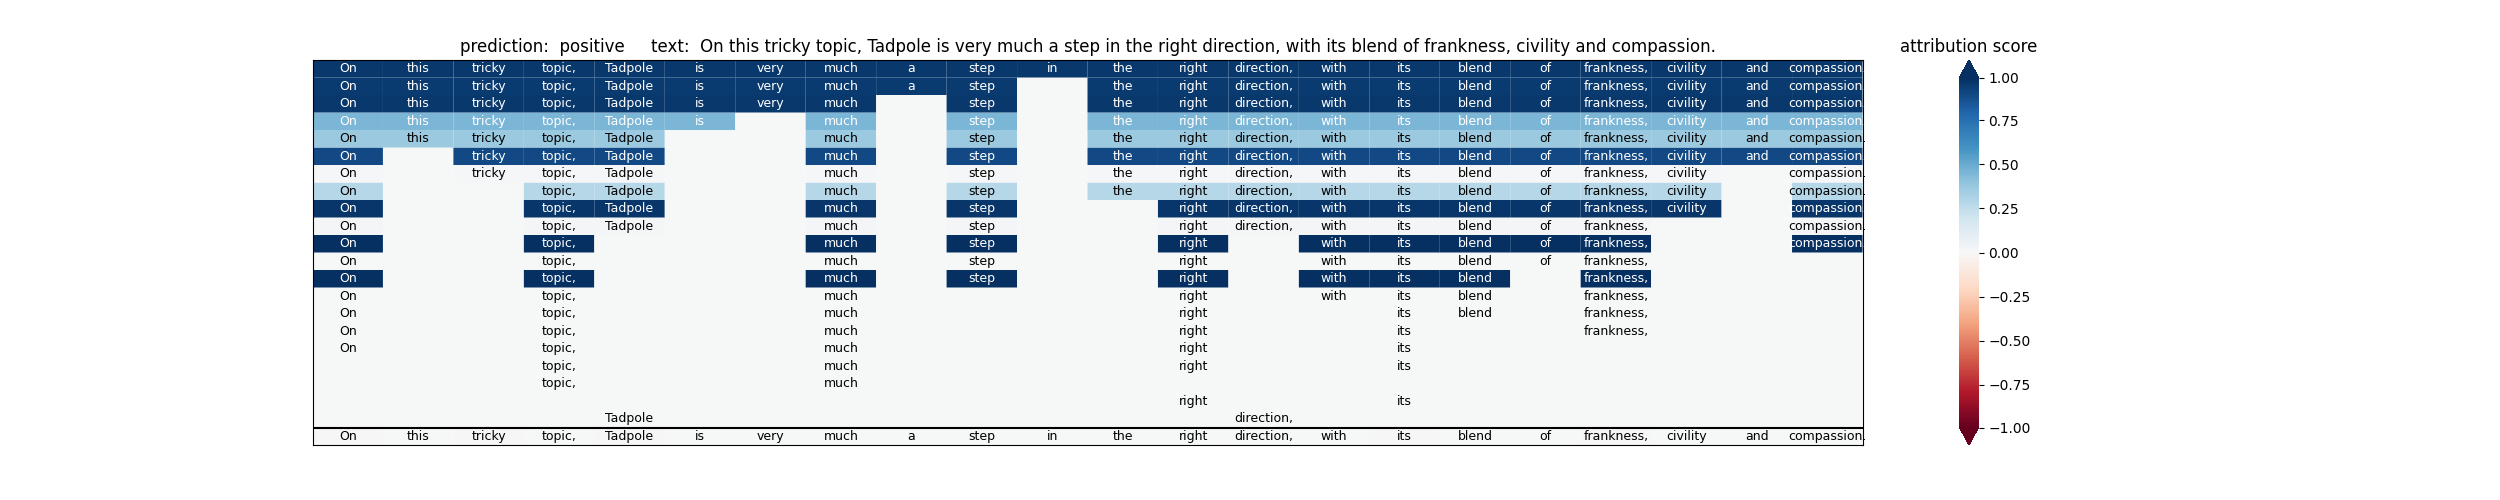 prediction:  positive     text:  On this tricky topic, Tadpole is very much a step in the right direction, with its blend of frankness, civility and compassion.
attribution score
On this tricky topic, Tadpole is very much a step in the right direction, with its blend of frankness, civility and compassion.
On this tricky topic, Tadpole is very much a step the right direction, with its blend of frankness, civility and compassion.
On this tricky topic, Tadpole is very much step the right direction, with its blend of frankness, civility and compassion.
On this tricky topic, Tadpole is much step the right direction, with its blend of frankness, civility and compassion.
On this tricky topic, Tadpole much step the right direction, with its blend of frankness, civility and compassion.
On tricky topic, Tadpole much step the right direction, with its blend of frankness, civility and compassion.
On tricky topic, Tadpole much step the right direction, with its blend of frankness, civility compassion.
On topic, Tadpole much step the right direction, with its blend of frankness, civility compassion.
On topic, Tadpole much step right direction, with its blend of frankness, civility compassion.
On topic, Tadpole much step right direction, with its blend of frankness, compassion.
On topic, much step right with its blend of frankness, compassion.
On topic, much step right with its blend of frankness,
On topic, much step right with its blend frankness,
On topic, much right with its blend frankness,
On topic, much right its blend frankness,
On topic, much right its frankness,
On topic, much right its
topic, much right its
topic, much
right its
Tadpole direction,
On this tricky topic, Tadpole is very much a step in the right direction, with its blend of frankness, civility and compassion.
1.00
0.75
0.50
0.25
0.00
−0.25
−0.50
−0.75
−1.00